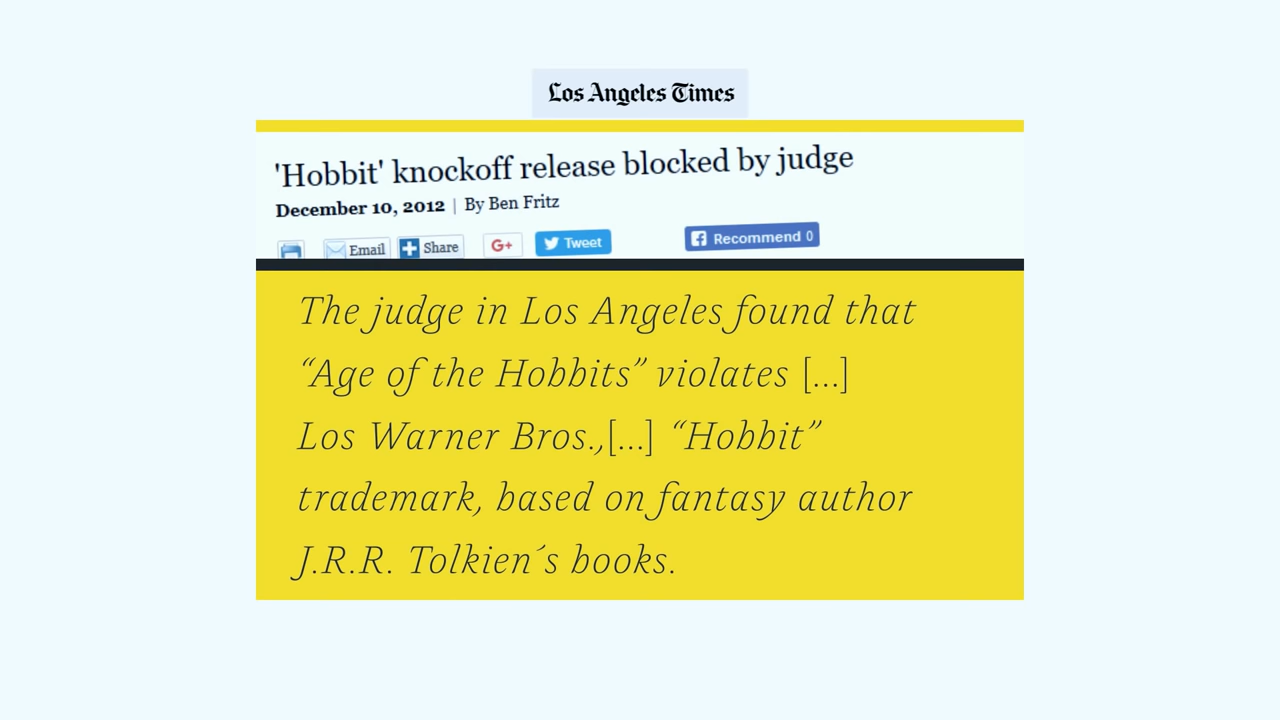 Los Angeles Times
'Hobbit' knockoff release blocked by judge
December 10, 2012 | By Ben Fritz
Email Share G+ Tweet Recommend 0
The judge in Los Angeles found that
“Age of the Hobbits” violates [...]
Los Warner Bros.,[...] “Hobbit”
trademark, based on fantasy author
J.R.R. Tolkien´s books.